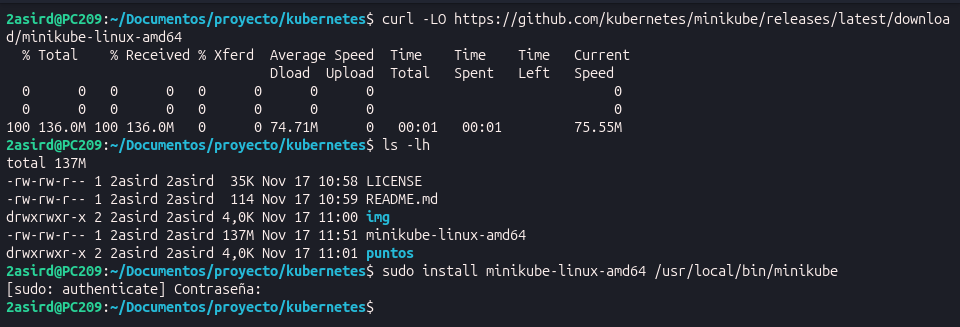 2asird@PC209:~/Documentos/proyecto/kubernetes$ curl -LO https://github.com/kubernetes/minikube/releases/latest/downloa
d/minikube-linux-amd64
  % Total    % Received % Xferd  Average Speed  Time    Time    Time   Current
                                 Dload  Upload  Total   Spent   Left   Speed
  0      0   0      0   0      0      0      0                              0
  0      0   0      0   0      0      0      0                              0
100 136.0M 100 136.0M   0      0 74.71M      0   00:01   00:01         75.55M
2asird@PC209:~/Documentos/proyecto/kubernetes$ ls -lh
total 137M
-rw-rw-r-- 1 2asird 2asird  35K Nov 17 10:58 LICENSE
-rw-rw-r-- 1 2asird 2asird  114 Nov 17 10:59 README.md
drwxrwxr-x 2 2asird 2asird 4,0K Nov 17 11:00 img
-rw-rw-r-- 1 2asird 2asird 137M Nov 17 11:51 minikube-linux-amd64
drwxrwxr-x 2 2asird 2asird 4,0K Nov 17 11:01 puntos
2asird@PC209:~/Documentos/proyecto/kubernetes$ sudo install minikube-linux-amd64 /usr/local/bin/minikube
[sudo: authenticate] Contraseña:
2asird@PC209:~/Documentos/proyecto/kubernetes$